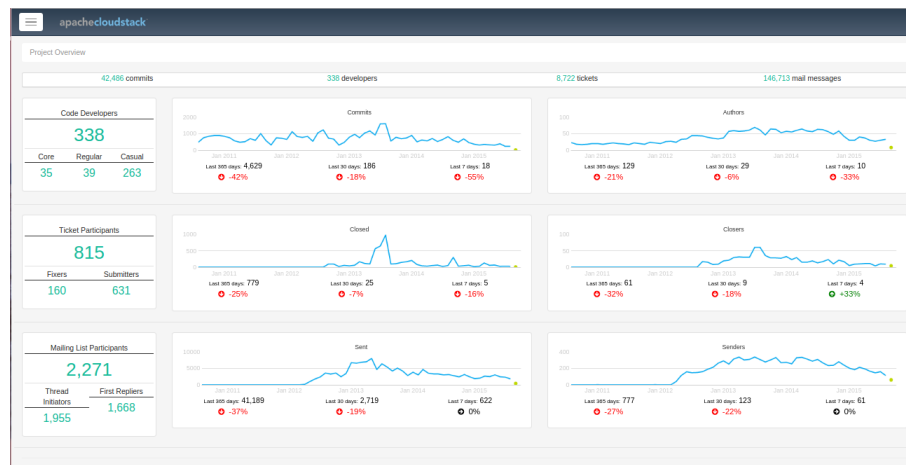 apachecloudstack
Project Overview
42,486 commits 338 developers 8,722 tickets 146,713 mail messages
Code Developers
338
Core Regular Casual
35 39 263
Commits
2000
1000
0
Jan 2011 Jan 2012 Jan 2013 Jan 2014 Jan 2015
Last 365 days: 4,629 Last 30 days: 186 Last 7 days: 18
-42% -18% -55%
Authors
100
50
0
Jan 2011 Jan 2012 Jan 2013 Jan 2014 Jan 2015
Last 365 days: 129 Last 30 days: 29 Last 7 days: 10
-21% -6% -33%
Ticket Participants
815
Fixers Submitters
160 631
Closed
1000
500
0
Jan 2011 Jan 2012 Jan 2013 Jan 2014 Jan 2015
Last 365 days: 779 Last 30 days: 25 Last 7 days: 5
-25% -7% -16%
Closers
100
50
0
Jan 2011 Jan 2012 Jan 2013 Jan 2014 Jan 2015
Last 365 days: 61 Last 30 days: 9 Last 7 days: 4
-32% -18% +33%
Mailing List Participants
2,271
Thread Initiators First Repliers
1,955 1,668
Sent
10000
5000
0
Jan 2011 Jan 2012 Jan 2013 Jan 2014 Jan 2015
Last 365 days: 41,189 Last 30 days: 2,719 Last 7 days: 622
-37% -19% 0%
Senders
400
200
0
Jan 2011 Jan 2012 Jan 2013 Jan 2014 Jan 2015
Last 365 days: 777 Last 30 days: 123 Last 7 days: 61
-27% -22% 0%